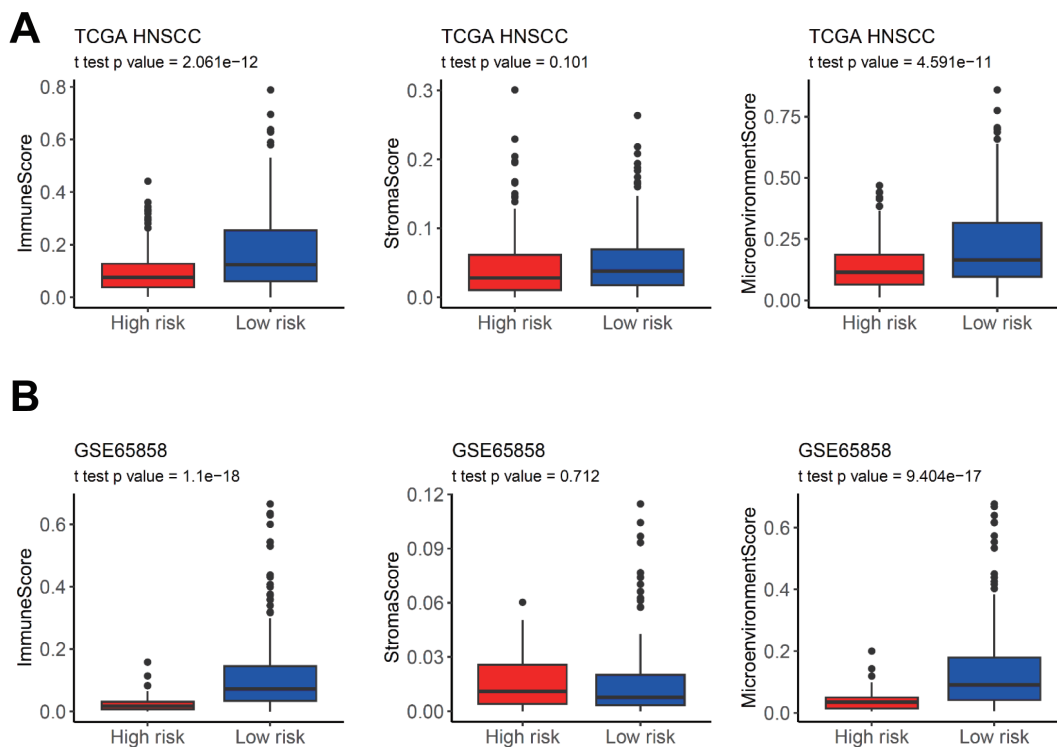 A
TCGA HNSCC
t test p value = 2.061e−12
ImmuneScore
0.8
0.6
0.4
0.2
0.0
High risk
Low risk
TCGA HNSCC
t test p value = 0.101
StromaScore
0.3
0.2
0.1
0.0
High risk
Low risk
TCGA HNSCC
t test p value = 4.591e−11
MicroenvironmentScore
0.75
0.50
0.25
0.00
High risk
Low risk
B
GSE65858
t test p value = 1.1e−18
ImmuneScore
0.6
0.4
0.2
0.0
High risk
Low risk
GSE65858
t test p value = 0.712
StromaScore
0.12
0.09
0.06
0.03
0.00
High risk
Low risk
GSE65858
t test p value = 9.404e−17
MicroenvironmentScore
0.6
0.4
0.2
0.0
High risk
Low risk